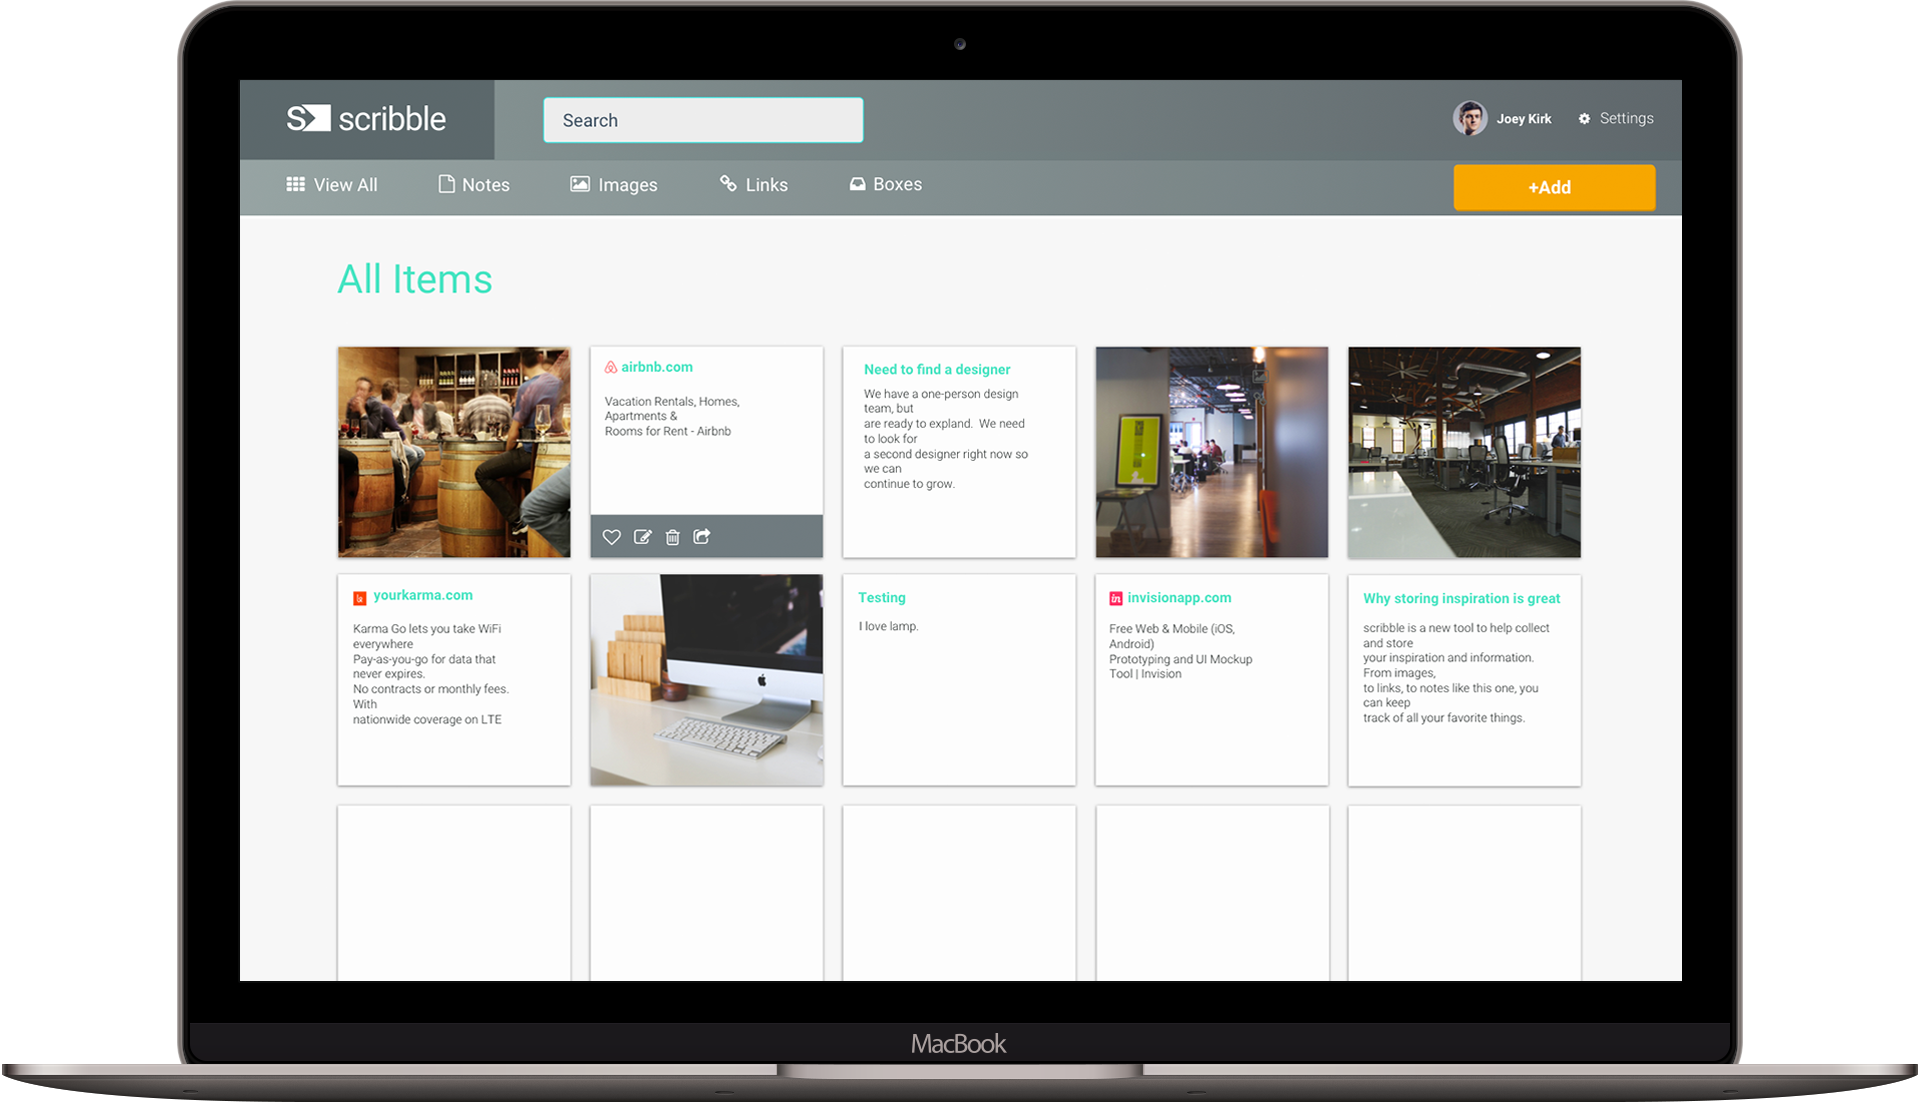 scribble
Search
Joey Kirk
Settings
View All
Notes
Images
Links
Boxes
+Add
All Items
airbnb.com
Vacation Rentals, Homes,
Apartments &
Rooms for Rent - Airbnb
Need to find a designer
We have a one-person design
team, but
are ready to expland. We need
to look for
a second designer right now so
we can
continue to grow.
yourkarma.com
Karma Go lets you take WiFi
everywhere
Pay-as-you-go for data that
never expires.
No contracts or monthly fees.
With
nationwide coverage on LTE
Testing
I love lamp.
in invisionapp.com
Free Web & Mobile (iOS,
Android)
Prototyping and UI Mockup
Tool | Invision
Why storing inspiration is great
scribble is a new tool to help collect
and store
your inspiration and information.
From images,
to links, to notes like this one, you
can keep
track of all your favorite things.
MacBook